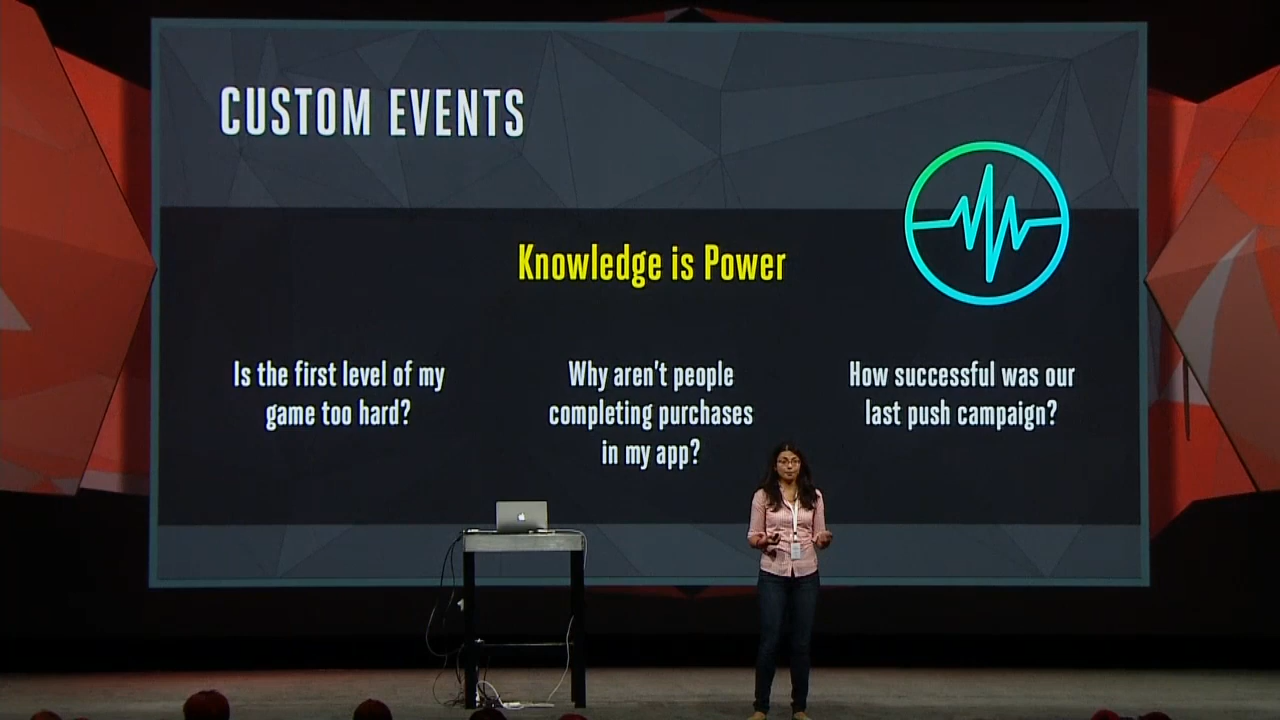 CUSTOM EVENTS
Knowledge is Power
Is the first level of my
game too hard?
Why aren't people
completing purchases
in my app?
How successful was our
last push campaign?